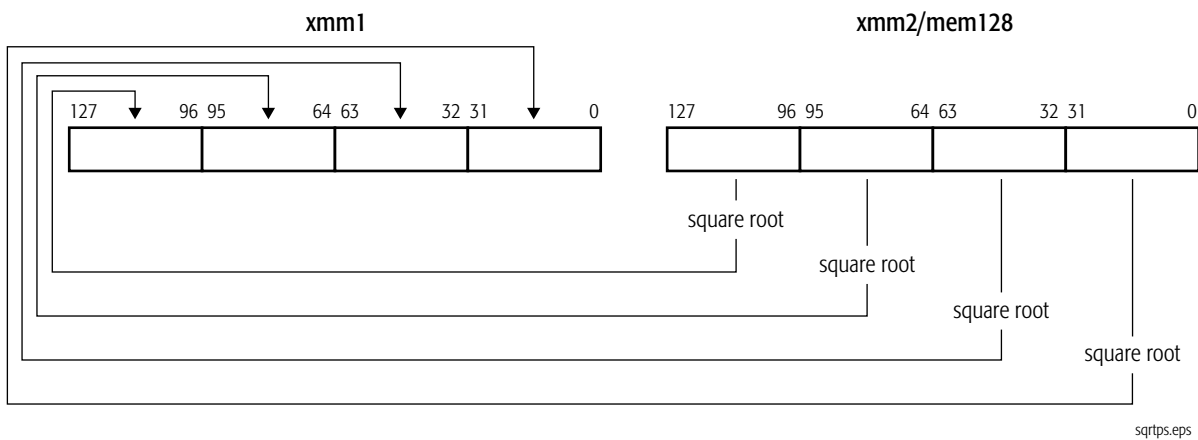 xmm1 xmm2/mem128
127 96 95 64 63 32 31 0 127 96 95 64 63 32 31 0
square root
square root
square root
square root
sqrtps.eps